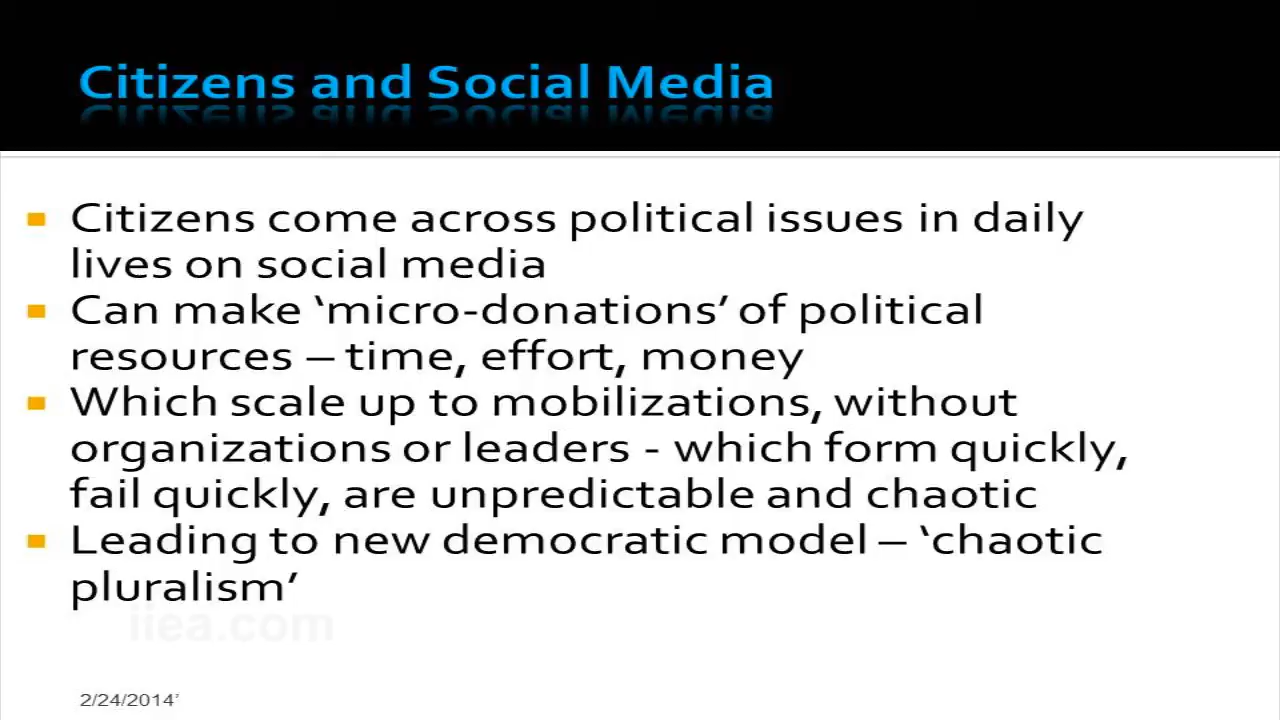 Citizens and Social Media
Citizens come across political issues in daily
lives on social media
Can make ‘micro-donations’ of political
resources – time, effort, money
Which scale up to mobilizations, without
organizations or leaders - which form quickly,
fail quickly, are unpredictable and chaotic
Leading to new democratic model – ‘chaotic
pluralism’
iiea.com
2/24/2014